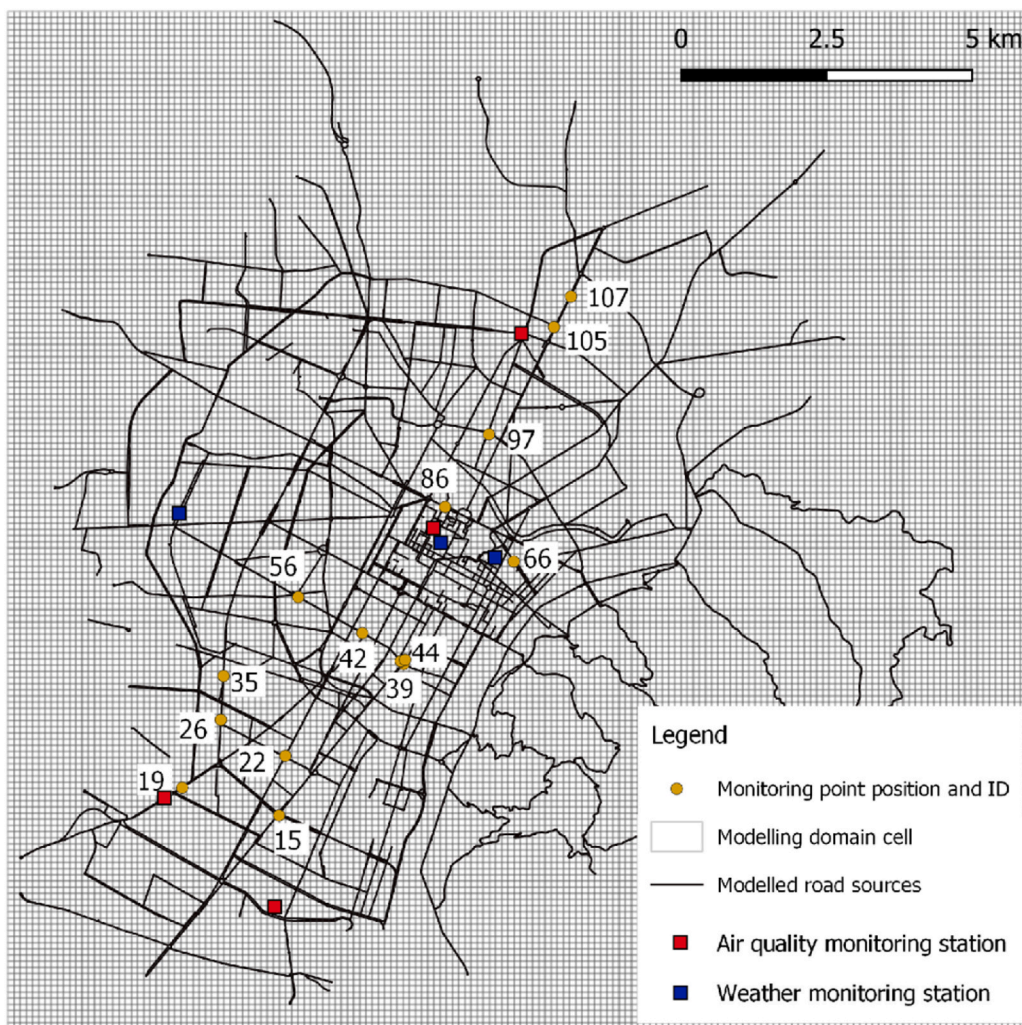 0 2.5 5 km
107
105
97
86
66
56
42 44
39
35
26
22
19
15
Legend
Monitoring point position and ID
Modelling domain cell
Modelled road sources
Air quality monitoring station
Weather monitoring station